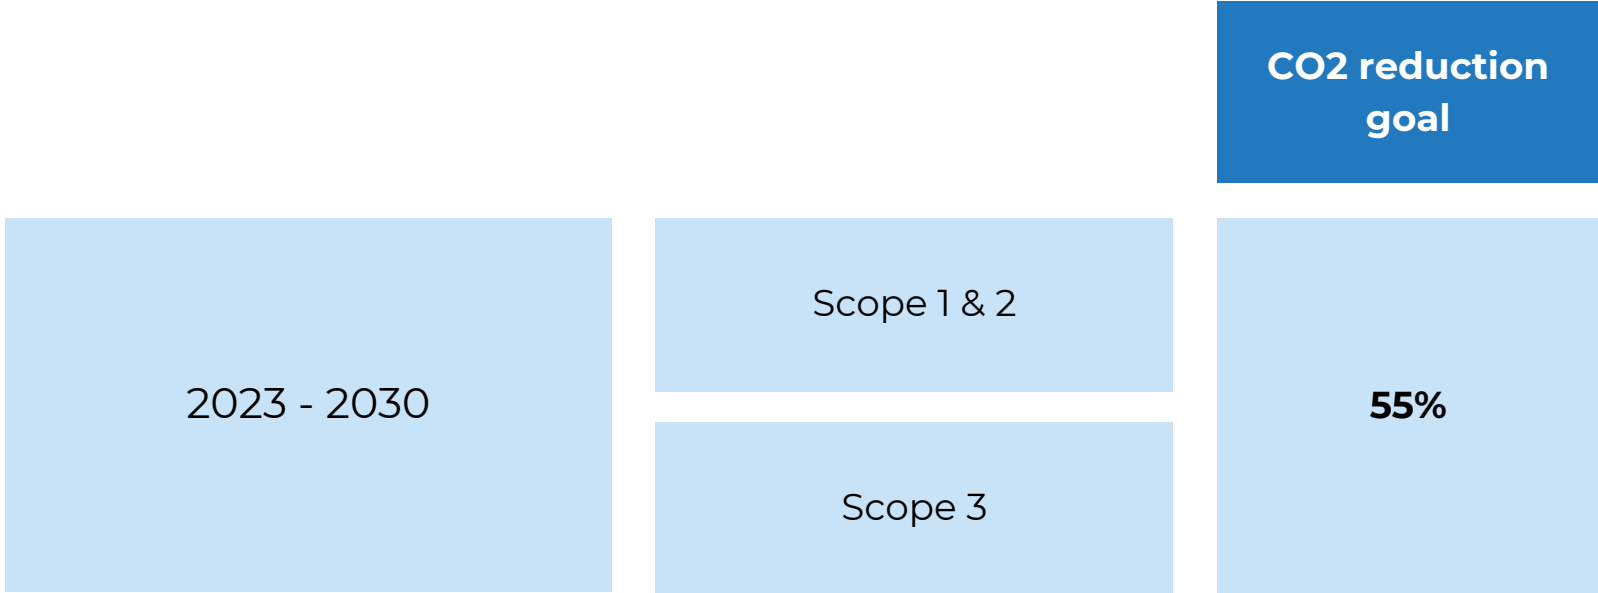 CO2 reduction
goal
2023 - 2030
Scope 1 & 2
55%
Scope 3